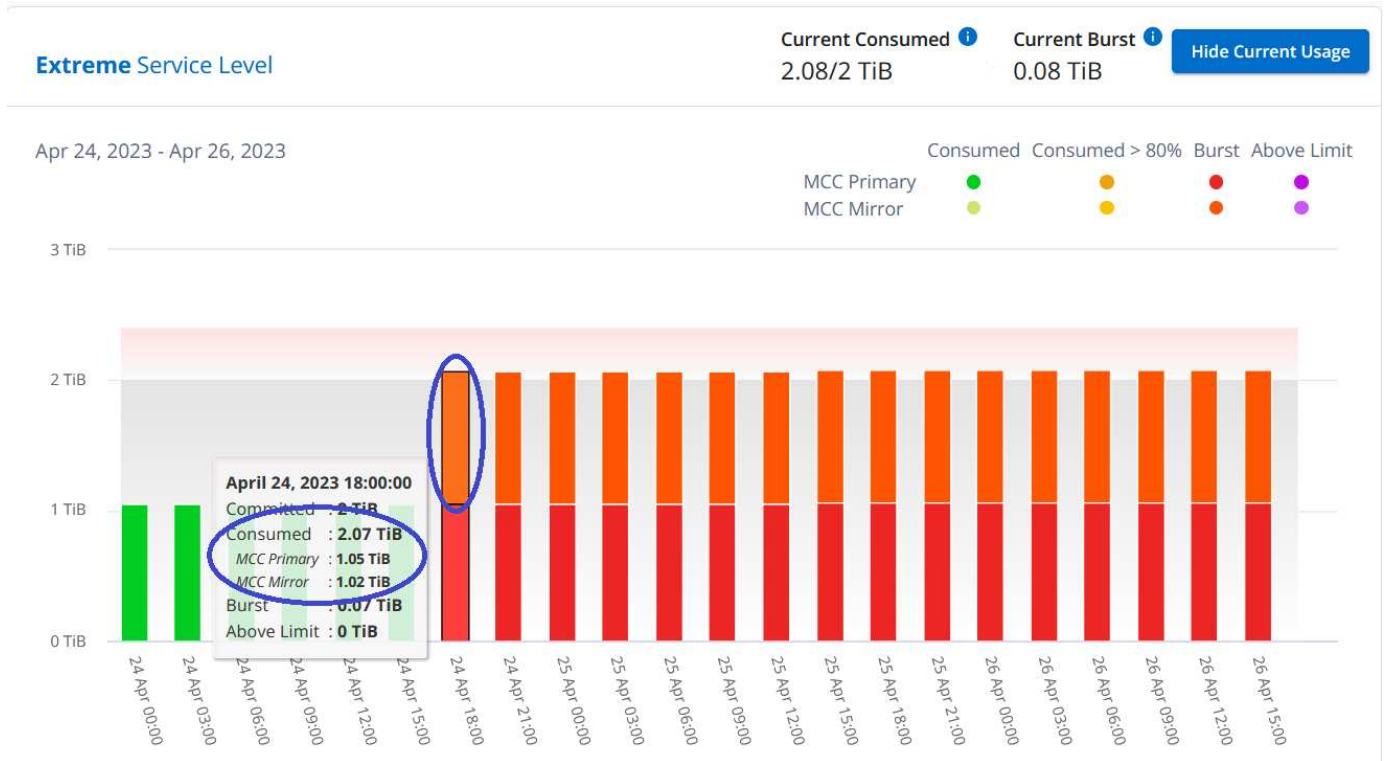 Extreme Service Level
Current Consumed
2.08/2 TiB
Current Burst
0.08 TiB
Hide Current Usage
Apr 24, 2023 - Apr 26, 2023
Consumed Consumed > 80% Burst Above Limit
MCC Primary
MCC Mirror
3 TiB
2 TiB
1 TiB
0 TiB
April 24, 2023 18:00:00
Committed : 2 TiB
Consumed : 2.07 TiB
MCC Primary : 1.05 TiB
MCC Mirror : 1.02 TiB
Burst : 0.07 TiB
Above Limit : 0 TiB
24 Apr 00:00
24 Apr 03:00
24 Apr 06:00
24 Apr 09:00
24 Apr 12:00
24 Apr 15:00
24 Apr 18:00
24 Apr 21:00
25 Apr 00:00
25 Apr 03:00
25 Apr 06:00
25 Apr 09:00
25 Apr 12:00
25 Apr 15:00
25 Apr 18:00
25 Apr 21:00
26 Apr 00:00
26 Apr 03:00
26 Apr 06:00
26 Apr 09:00
26 Apr 12:00
26 Apr 15:00